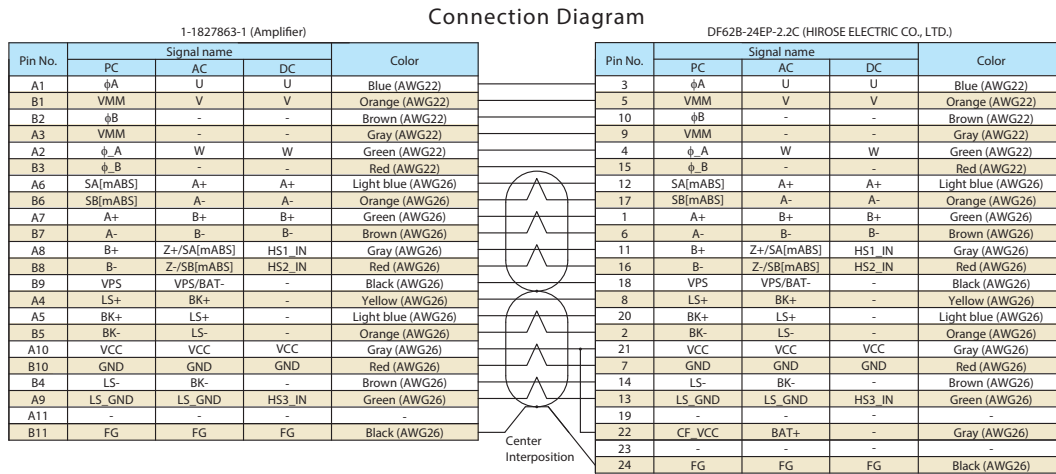 Connection Diagram
1-1827863-1 (Amplifier)
Pin No. Signal name Color
PC AC DC
A1 ϕA U U Blue (AWG22)
B1 VMM V V Orange (AWG22)
B2 ϕB - - Brown (AWG22)
A3 VMM - - Gray (AWG22)
A2 ϕ_A W W Green (AWG22)
B3 ϕ_B - - Red (AWG22)
A6 SA[mABS] A+ A+ Light blue (AWG26)
B6 SB[mABS] A- A- Orange (AWG26)
A7 A+ B+ B+ Green (AWG26)
B7 A- B- B- Brown (AWG26)
A8 B+ Z+/SA[mABS] HS1_IN Gray (AWG26)
B8 B- Z-/SB[mABS] HS2_IN Red (AWG26)
B9 VPS VPS/BAT- - Black (AWG26)
A4 LS+ BK+ - Yellow (AWG26)
A5 BK+ LS+ - Light blue (AWG26)
B5 BK- LS- - Orange (AWG26)
A10 VCC VCC VCC Gray (AWG26)
B10 GND GND GND Red (AWG26)
B4 LS- BK- - Brown (AWG26)
A9 LS_GND LS_GND HS3_IN Green (AWG26)
A11 - - - -
B11 FG FG FG Black (AWG26)
Center
Interposition
DF62B-24EP-2.2C (HIROSE ELECTRIC CO., LTD.)
Pin No. Signal name Color
PC AC DC
3 ϕA U U Blue (AWG22)
5 VMM V V Orange (AWG22)
10 ϕB - - Brown (AWG22)
9 VMM - - Gray (AWG22)
4 ϕ_A W W Green (AWG22)
15 ϕ_B - - Red (AWG22)
12 SA[mABS] A+ A+ Light blue (AWG26)
17 SB[mABS] A- A- Orange (AWG26)
1 A+ B+ B+ Green (AWG26)
6 A- B- B- Brown (AWG26)
11 B+ Z+/SA[mABS] HS1_IN Gray (AWG26)
16 B- Z-/SB[mABS] HS2_IN Red (AWG26)
18 VPS VPS/BAT- - Black (AWG26)
8 LS+ BK+ - Yellow (AWG26)
20 BK+ LS+ - Light blue (AWG26)
2 BK- LS- - Orange (AWG26)
21 VCC VCC VCC Gray (AWG26)
7 GND GND GND Red (AWG26)
14 LS- BK- - Brown (AWG26)
13 LS_GND LS_GND HS3_IN Green (AWG26)
19 - - - -
22 CF_VCC BAT+ - Gray (AWG26)
23 - - - -
24 FG FG FG Black (AWG26)